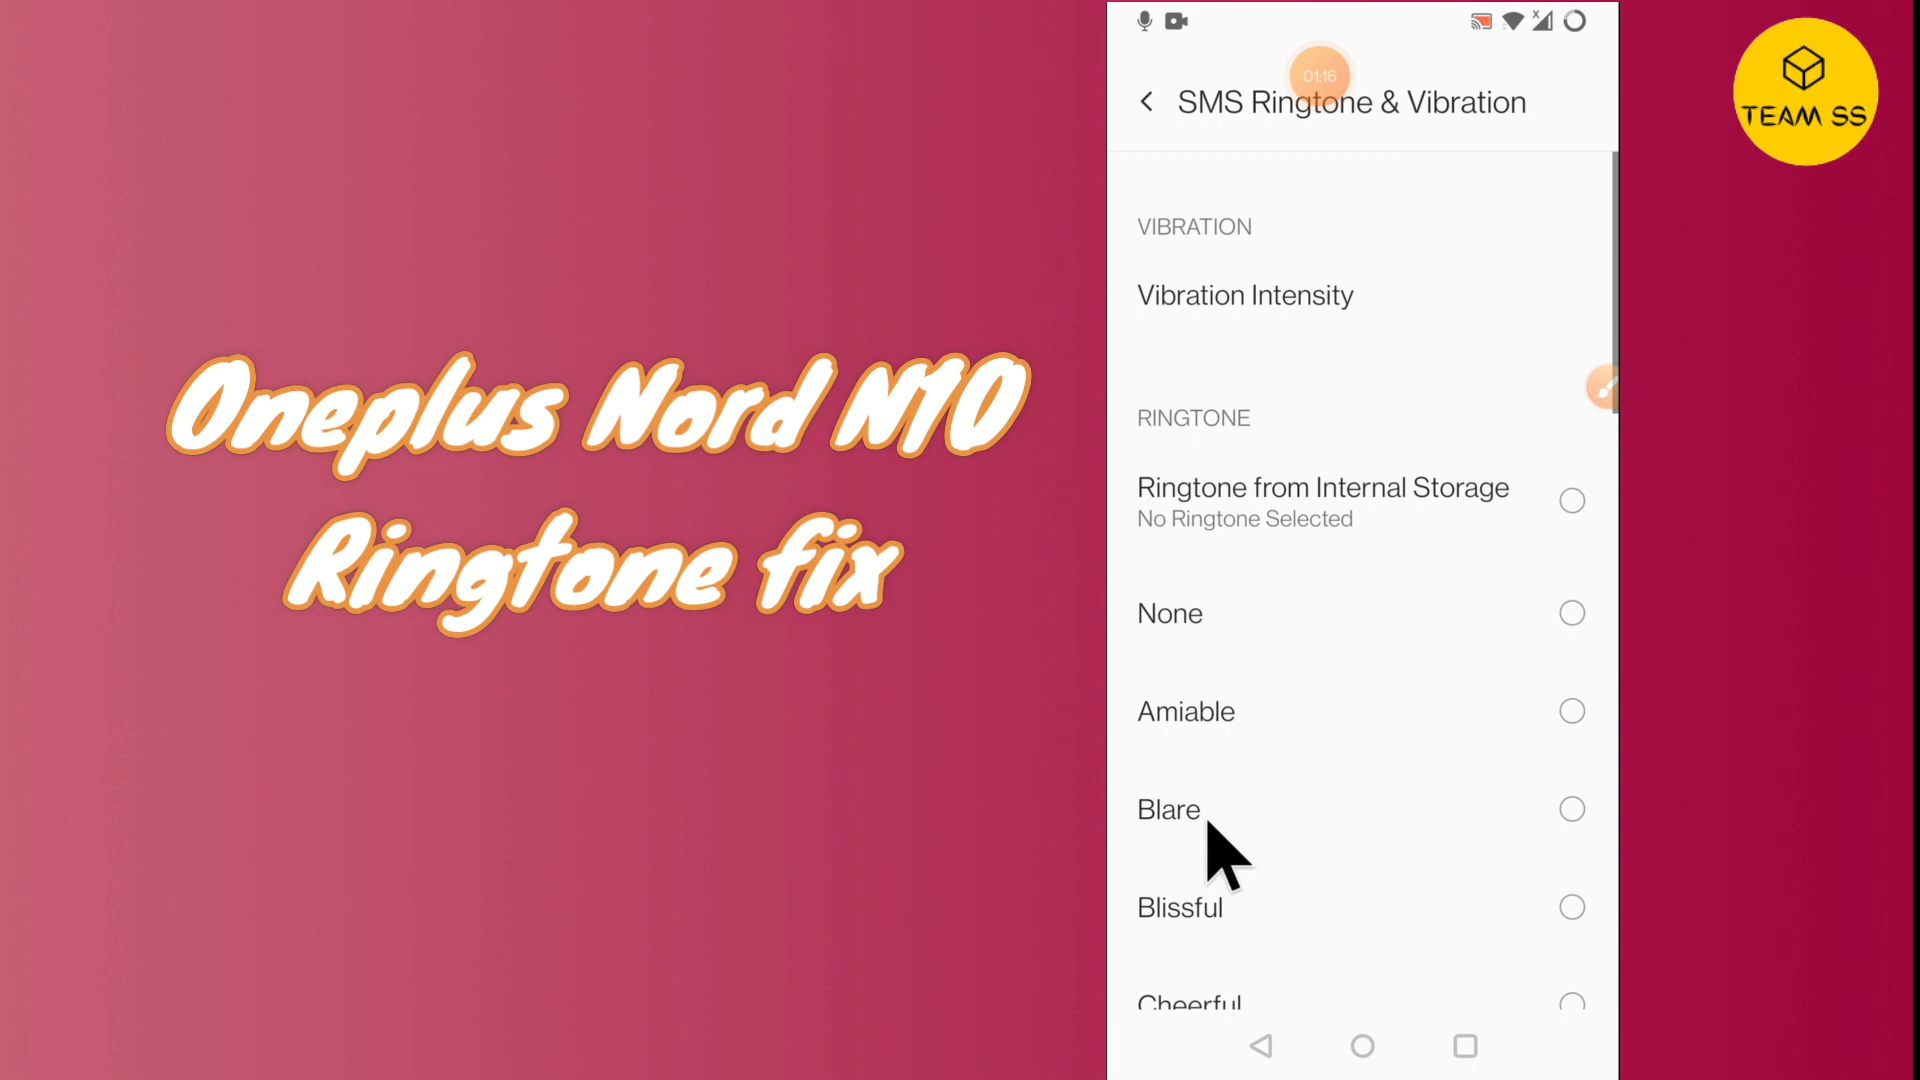 Oneplus Nord N10
Ringtone fix
01:16
SMS Ringtone & Vibration
VIBRATION
Vibration Intensity
RINGTONE
Ringtone from Internal Storage
No Ringtone Selected
None
Amiable
Blare
Blissful
Cheerful
TEAM SS